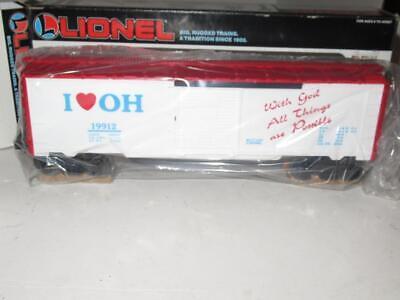 LIONEL
BIG, RUGGED TRAINS.
A TRADITION SINCE 1900.
I ❤ OH
19912
With God
All Things
are Possible